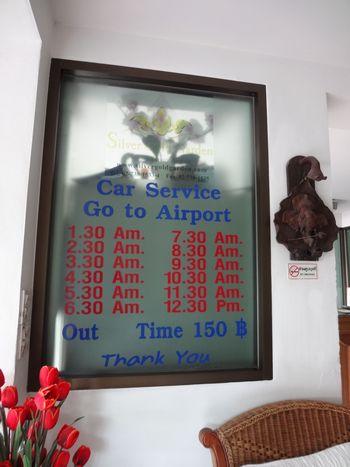 Silver Garden
Car Service
Go to Airport
1.30 Am. 7.30 Am.
2.30 Am. 8.30 Am.
3.30 Am. 9.30 Am.
4.30 Am. 10.30 Am.
5.30 Am. 11.30 Am.
6.30 Am. 12.30 Pm.
Out Time 150 ฿
Thank You